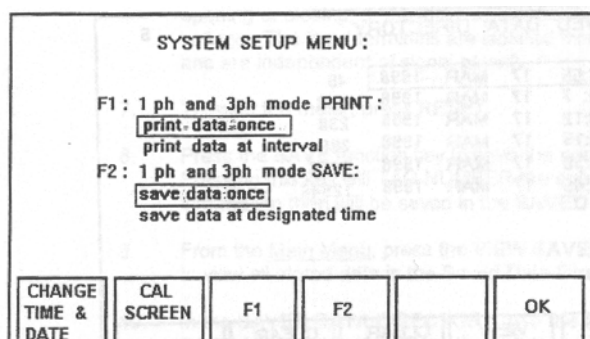 SYSTEM SETUP MENU:
F1: 1 ph and 3ph mode PRINT:
print data once
print data at interval
F2: 1 ph and 3ph mode SAVE:
save data once
save data at designated time
CHANGE TIME & DATE
CAL SCREEN
F1
F2
OK